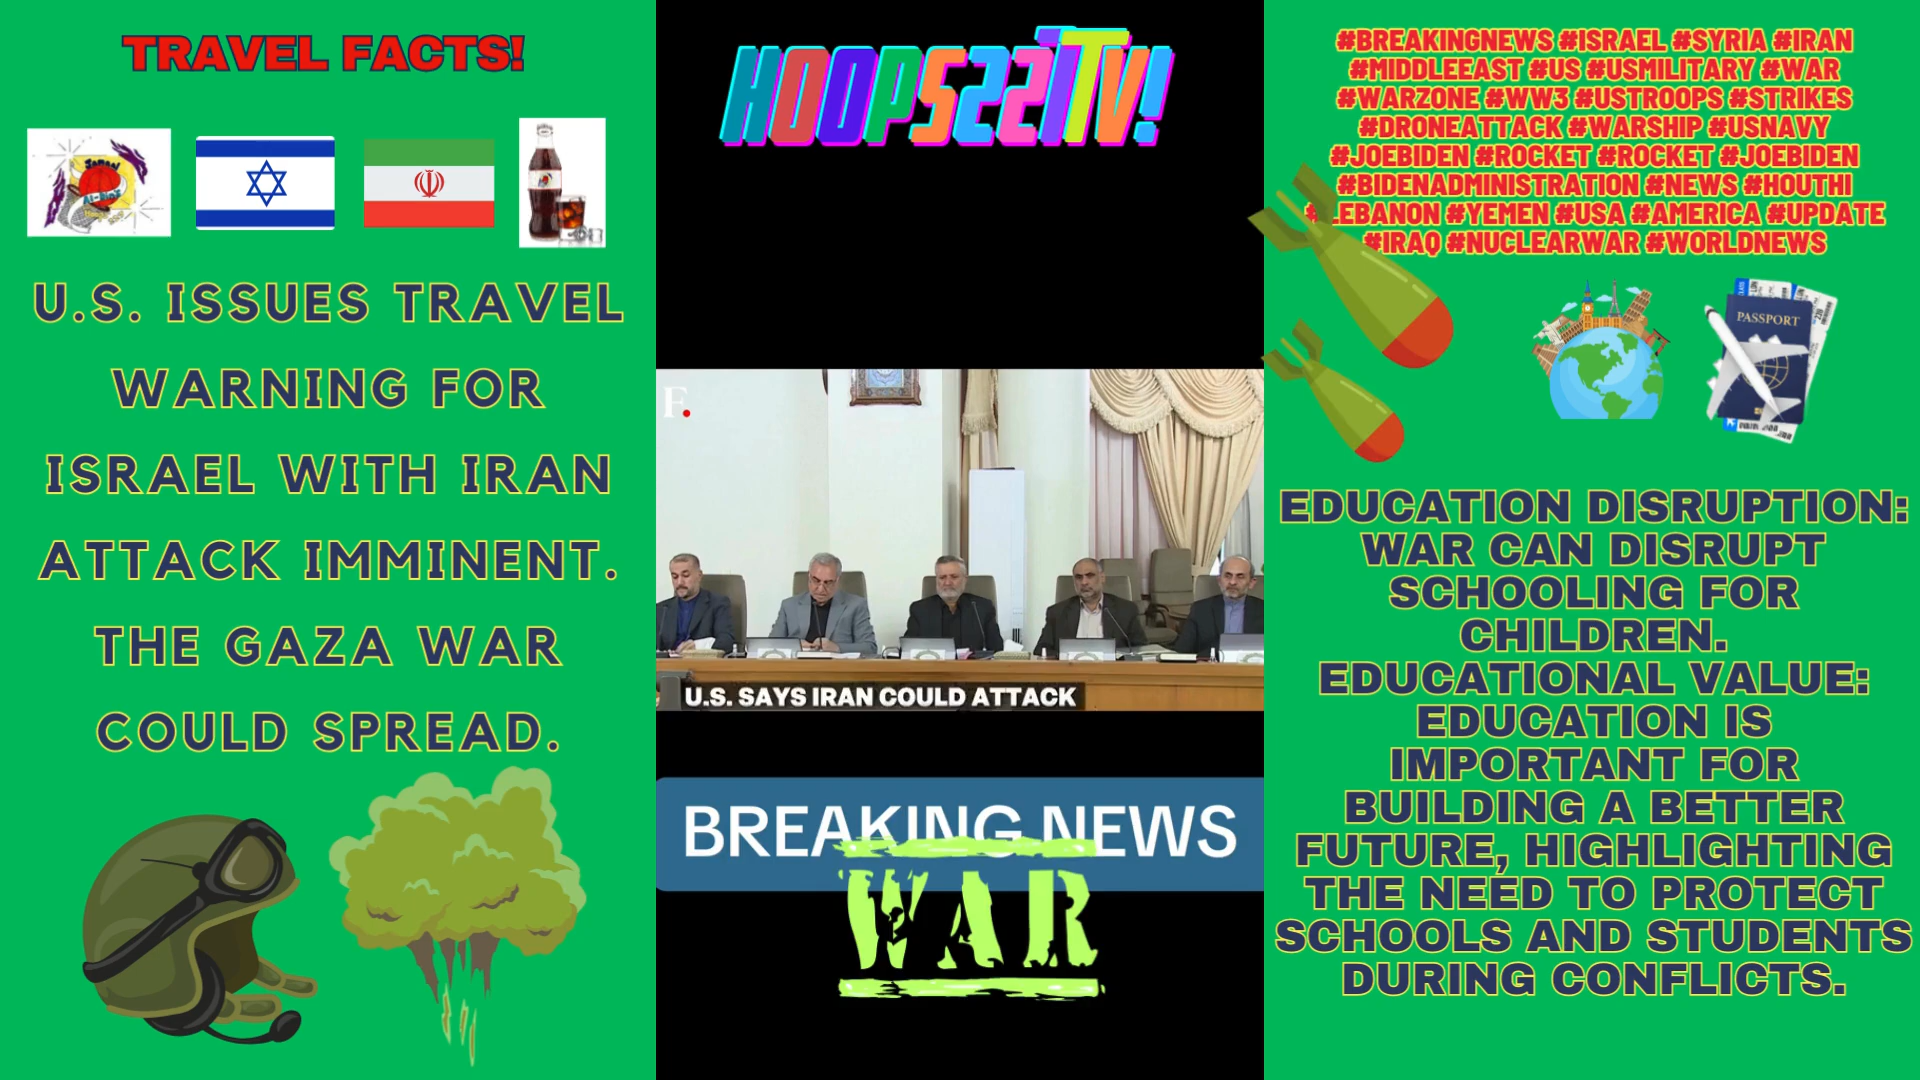 TRAVEL FACTS!
U.S. ISSUES TRAVEL
WARNING FOR
ISRAEL WITH IRAN
ATTACK IMMINENT.
THE GAZA WAR
COULD SPREAD.
HOOPS227TV!
F.
U.S. SAYS IRAN COULD ATTACK
BREAKING NEWS
WAR
#BREAKINGNEWS #ISRAEL #SYRIA #IRAN
#MIDDLEEAST #US #USMILITARY #WAR
#WARZONE #WW3 #USTROOPS #STRIKES
#DRONEATTACK #WARSHIP #USNAVY
#JOEBIDEN #ROCKET #ROCKET #JOEBIDEN
#BIDENADMINISTRATION #NEWS #HOUTHI
#LEBANON #YEMEN #USA #AMERICA #UPDATE
#IRAQ #NUCLEARWAR #WORLDNEWS
PASSPORT
EDUCATION DISRUPTION:
WAR CAN DISRUPT
SCHOOLING FOR
CHILDREN.
EDUCATIONAL VALUE:
EDUCATION IS
IMPORTANT FOR
BUILDING A BETTER
FUTURE, HIGHLIGHTING
THE NEED TO PROTECT
SCHOOLS AND STUDENTS
DURING CONFLICTS.